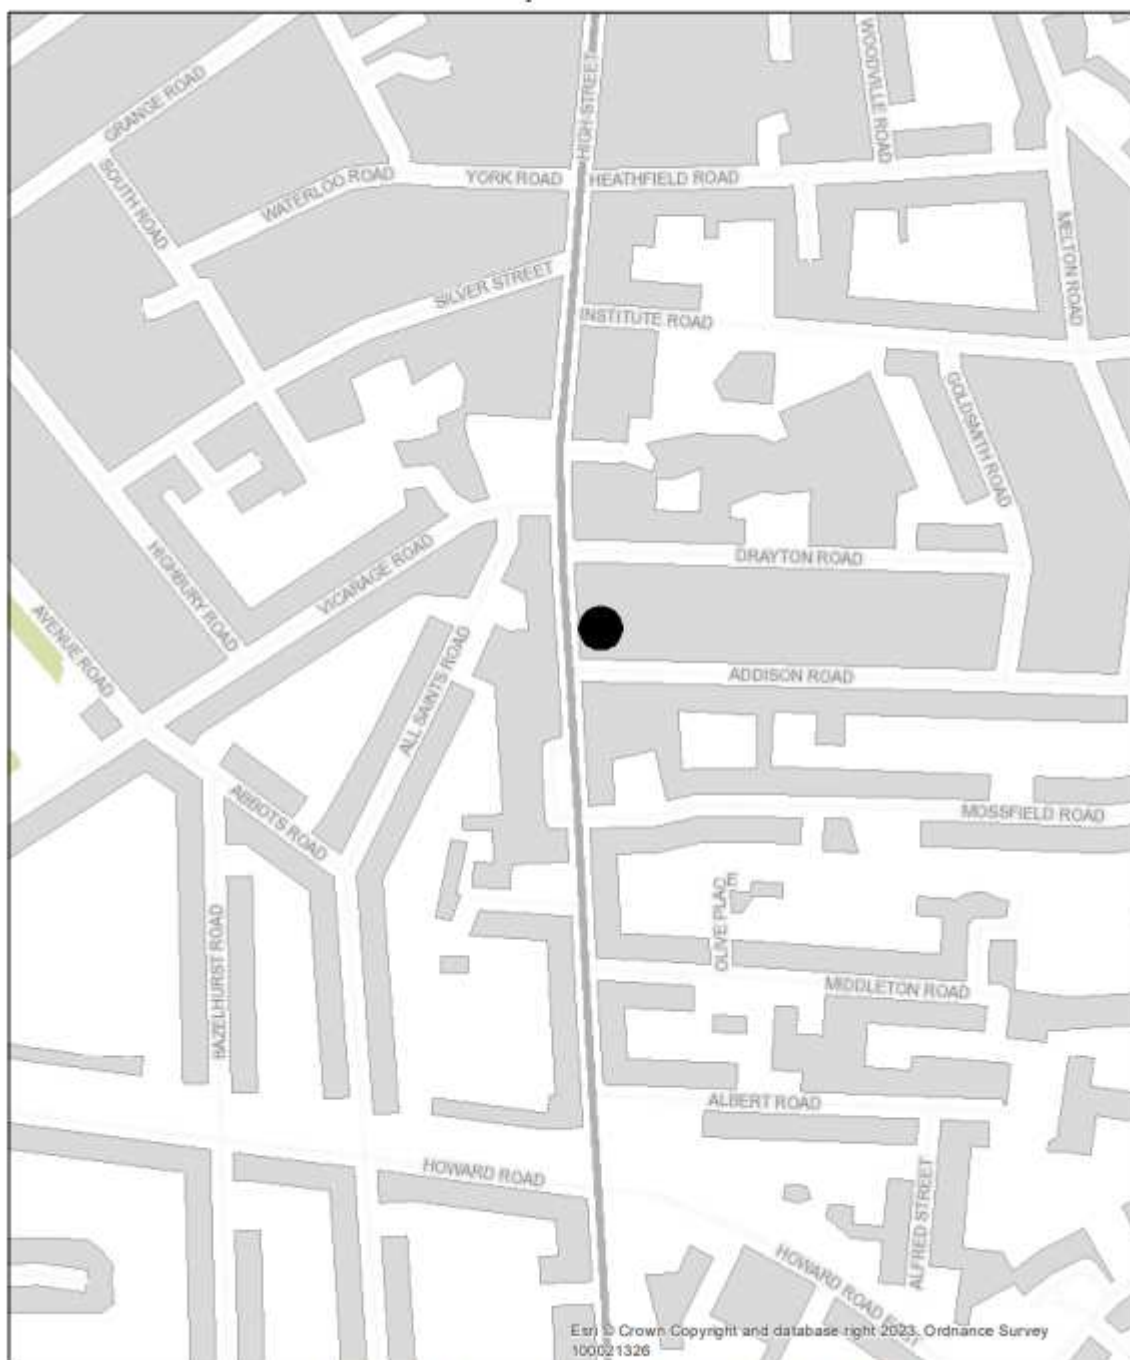 HIGH STREET
WOODVILLE ROAD
GRANGE ROAD
SOUTH ROAD
WATERLOO ROAD
YORK ROAD
HEATHFIELD ROAD
MELTON ROAD
SILVER STREET
INSTITUTE ROAD
GOLDSMITH ROAD
HIGHBURY ROAD
VICARAGE ROAD
DRAYTON ROAD
AVENUE ROAD
ALL SAINTS ROAD
ADDISON ROAD
ABBOTS ROAD
MOSSFIELD ROAD
OLIVE PLACE
BAZELHURST ROAD
MIDDLETON ROAD
ALBERT ROAD
HOWARD ROAD
ALFRED STREET
HOWARD ROAD EAST
Esri © Crown Copyright and database right 2023. Ordnance Survey
100021326